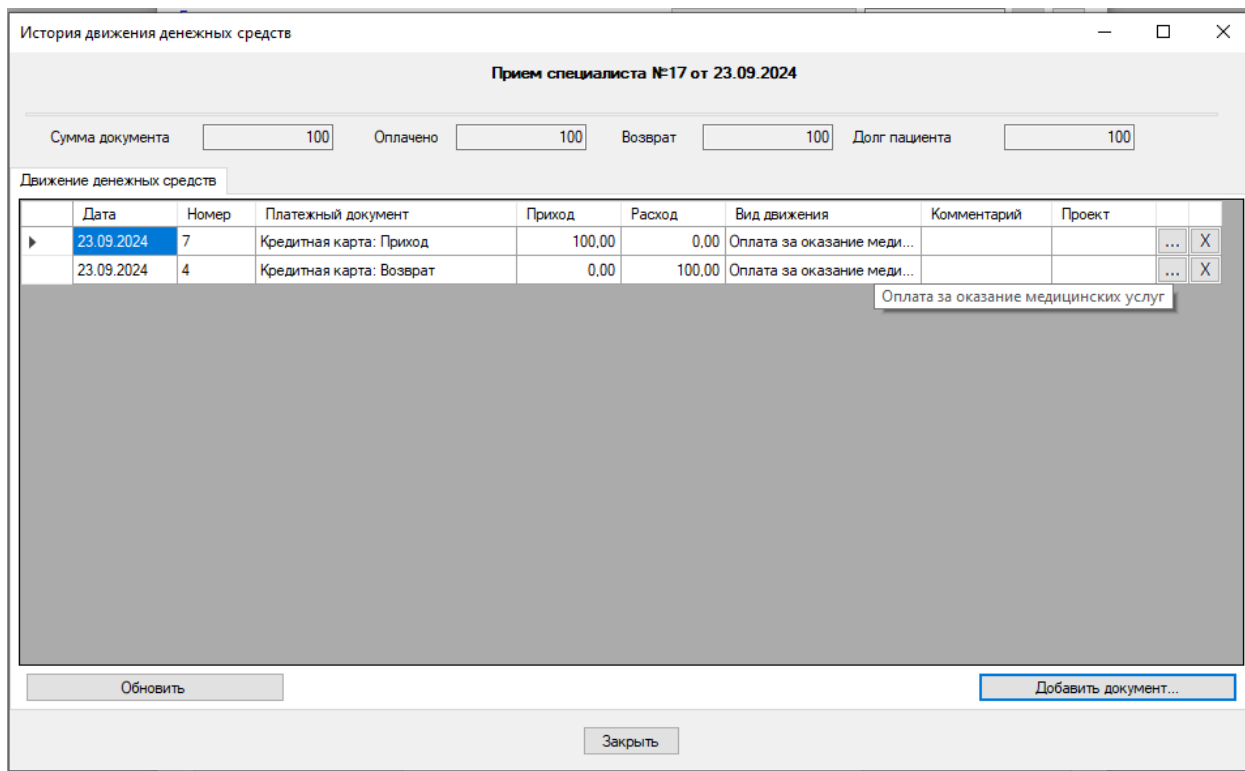 История движения денежных средств
Прием специалиста №17 от 23.09.2024
Сумма документа 100 Оплачено 100 Возврат 100 Долг пациента 100
Движение денежных средств
Дата Номер Платежный документ Приход Расход Вид движения Комментарий Проект
23.09.2024 7 Кредитная карта: Приход 100,00 0,00 Оплата за оказание меди... ... X
23.09.2024 4 Кредитная карта: Возврат 0,00 100,00 Оплата за оказание меди... ... X
Оплата за оказание медицинских услуг
Обновить Добавить документ...
Закрыть